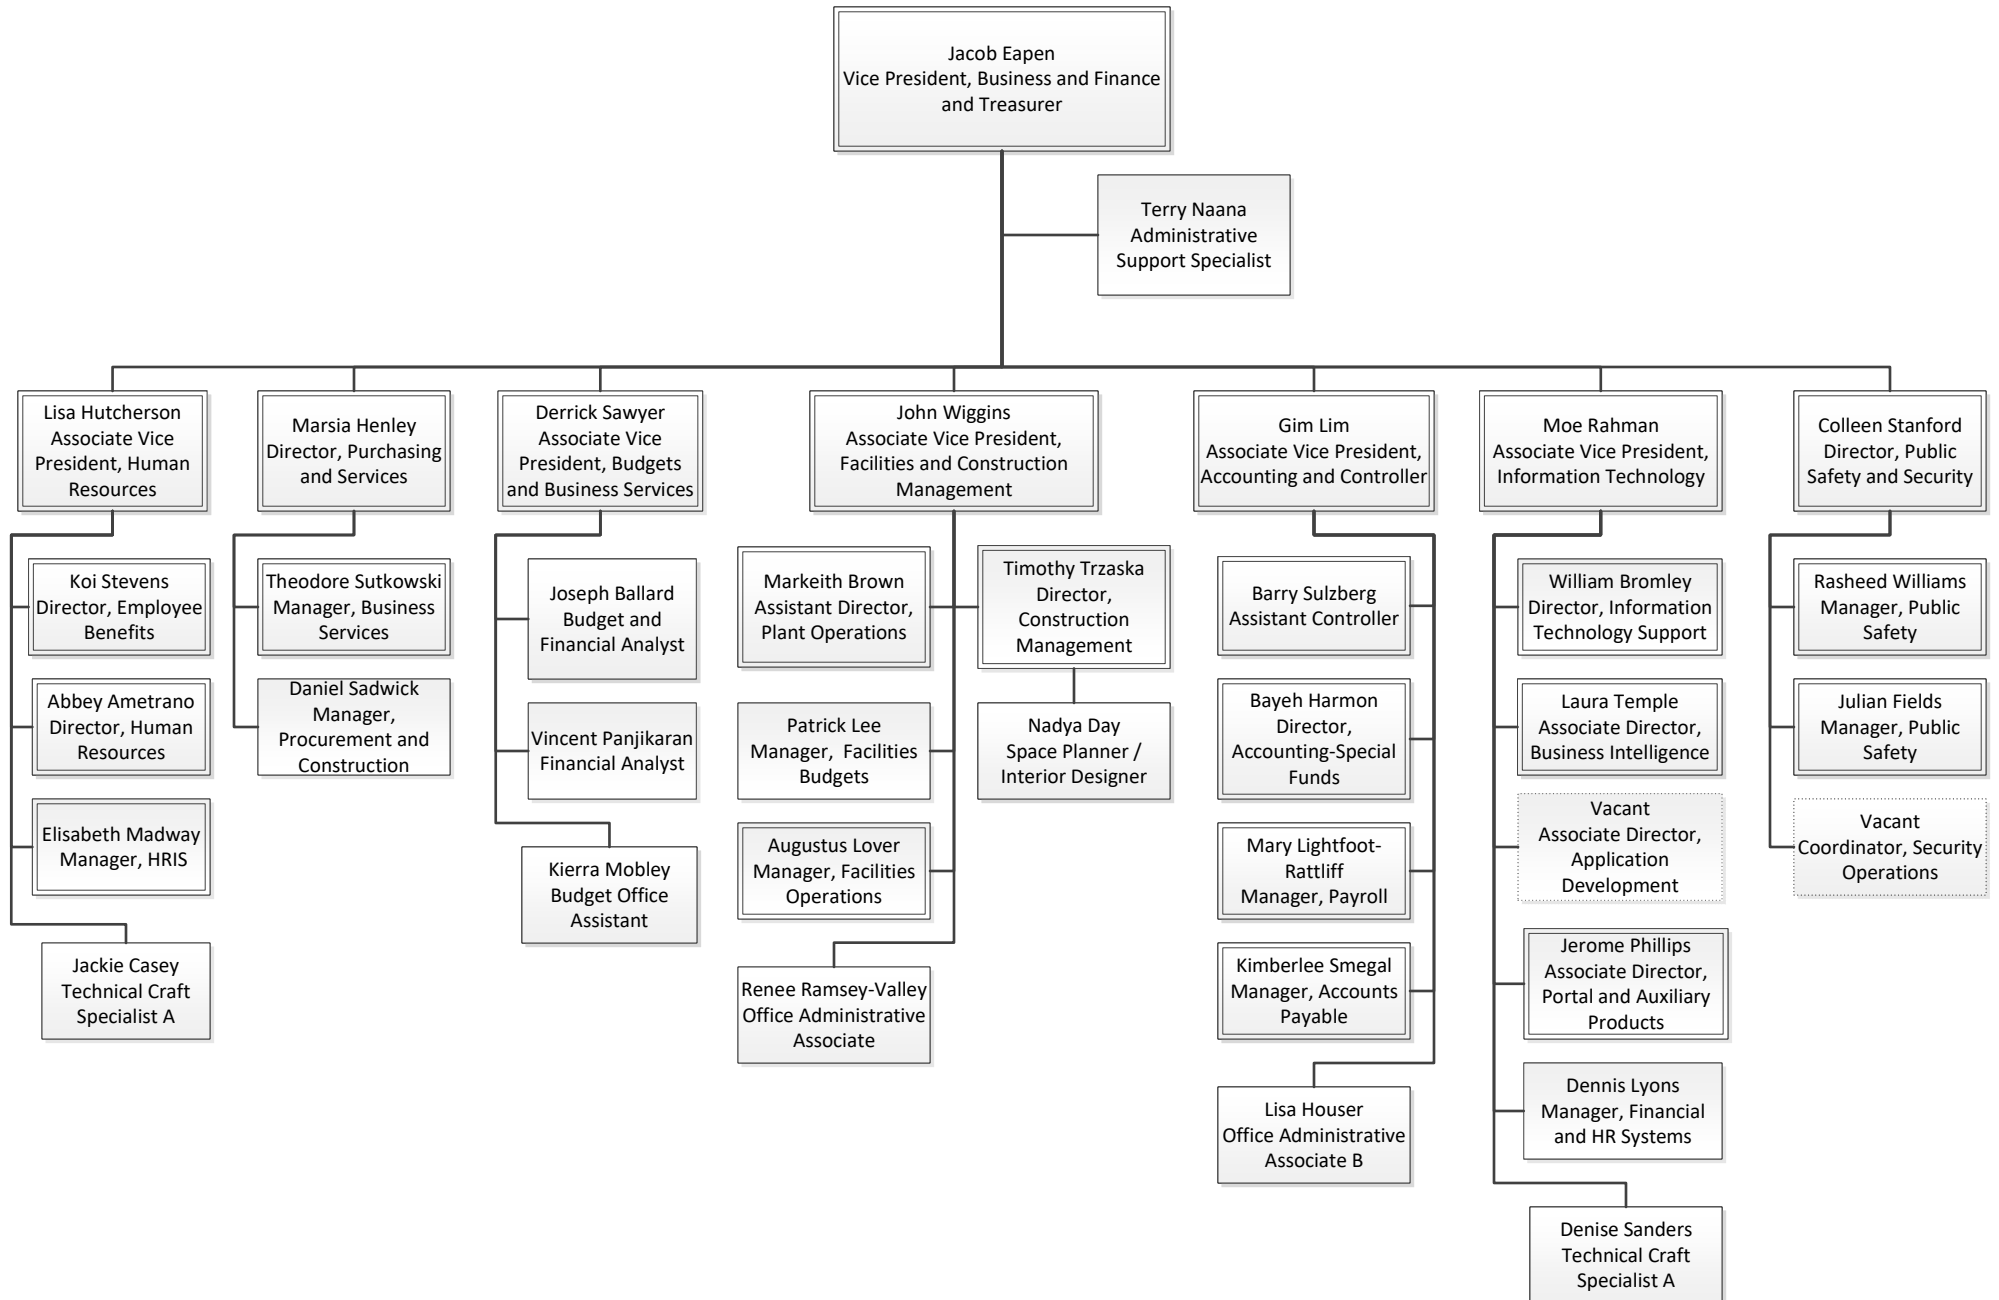 Jacob Eapen
Vice President, Business and Finance
and Treasurer
Terry Naana
Administrative
Support Specialist
Lisa Hutcherson
Associate Vice
President, Human
Resources
Marsia Henley
Director, Purchasing
and Services
Derrick Sawyer
Associate Vice
President, Budgets
and Business Services
John Wiggins
Associate Vice President,
Facilities and Construction
Management
Gim Lim
Associate Vice President,
Accounting and Controller
Moe Rahman
Associate Vice President,
Information Technology
Colleen Stanford
Director, Public
Safety and Security
Koi Stevens
Director, Employee
Benefits
Abbey Ametrano
Director, Human
Resources
Elisabeth Madway
Manager, HRIS
Jackie Casey
Technical Craft
Specialist A
Theodore Sutkowski
Manager, Business
Services
Daniel Sadwick
Manager,
Procurement and
Construction
Joseph Ballard
Budget and
Financial Analyst
Vincent Panjikaran
Financial Analyst
Kierra Mobley
Budget Office
Assistant
Markeith Brown
Assistant Director,
Plant Operations
Patrick Lee
Manager,  Facilities
Budgets
Augustus Lover
Manager, Facilities
Operations
Renee Ramsey-Valley
Office Administrative
Associate
Timothy Trzaska
Director,
Construction
Management
Nadya Day
Space Planner /
Interior Designer
Barry Sulzberg
Assistant Controller
Bayeh Harmon
Director,
Accounting-Special
Funds
Mary Lightfoot-
Rattliff
Manager, Payroll
Kimberlee Smegal
Manager, Accounts
Payable
Lisa Houser
Office Administrative
Associate B
William Bromley
Director, Information
Technology Support
Laura Temple
Associate Director,
Business Intelligence
Vacant
Associate Director,
Application
Development
Jerome Phillips
Associate Director,
Portal and Auxiliary
Products
Dennis Lyons
Manager, Financial
and HR Systems
Denise Sanders
Technical Craft
Specialist A
Rasheed Williams
Manager, Public
Safety
Julian Fields
Manager, Public
Safety
Vacant
Coordinator, Security
Operations